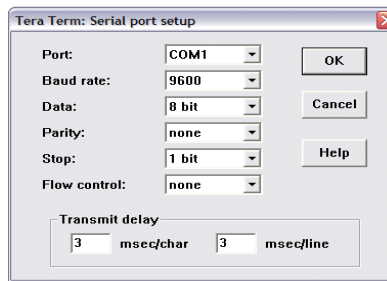 Tera Term: Serial port setup
Port: COM1 OK
Baud rate: 9600
Data: 8 bit Cancel
Parity: none
Stop: 1 bit Help
Flow control: none
Transmit delay
3 msec/char 3 msec/line